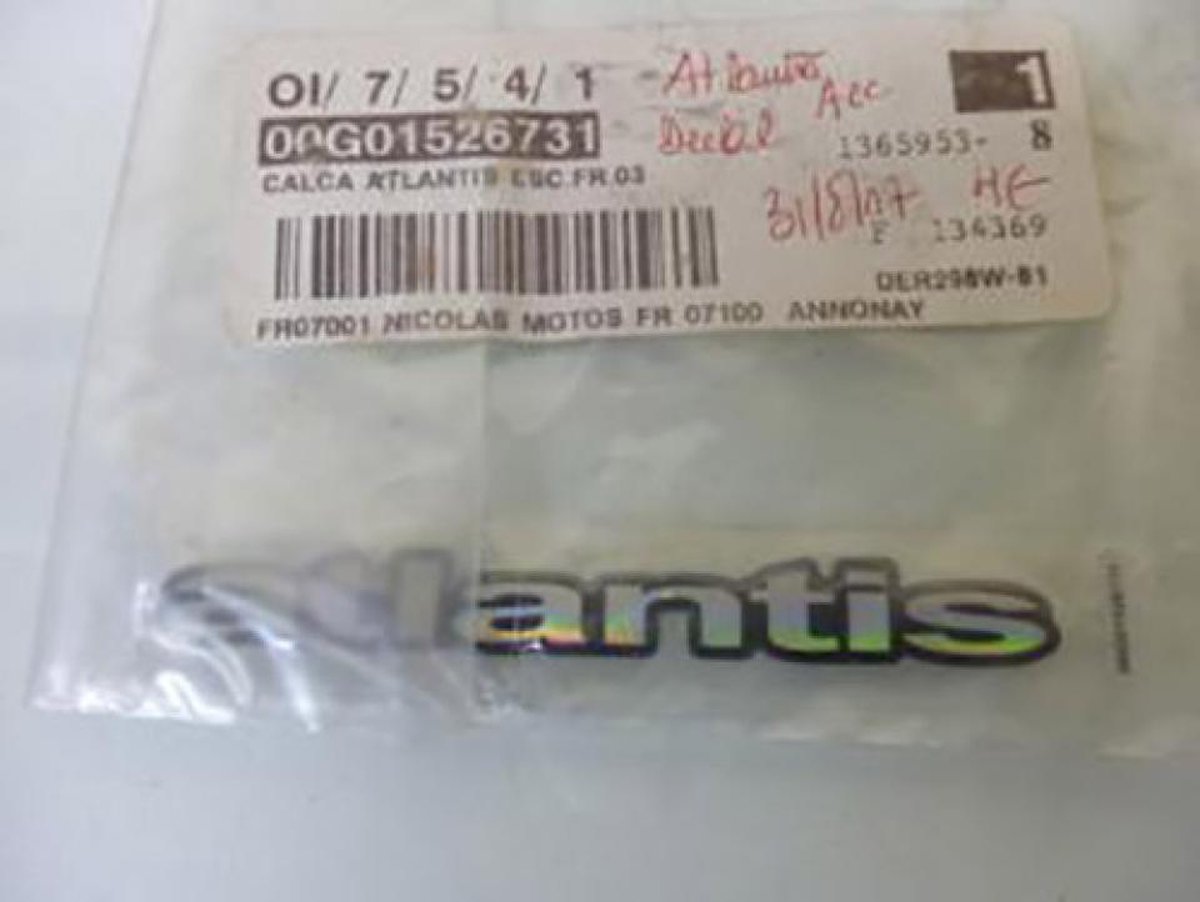 OI/ 7/ 5/ 4/ 1
Atlantis Acc
1
00G01526731
Decal
1365953- 8
CALCA ATLANTIS ESC.FR.03
31/8/17 HE
F 134369
DER298W-81
FR07001 NICOLAS MOTOS FR 07100 ANNONAY
atlantis